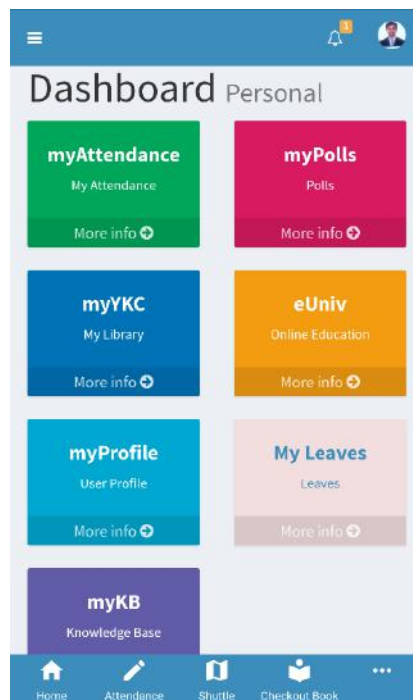 1
Dashboard Personal
myAttendance
My Attendance
More info
myPolls
Polls
More info
myYKC
My Library
More info
eUniv
Online Education
More info
myProfile
User Profile
More info
My Leaves
Leaves
More info
myKB
Knowledge Base
Home
Attendance
Shuttle
Checkout Book